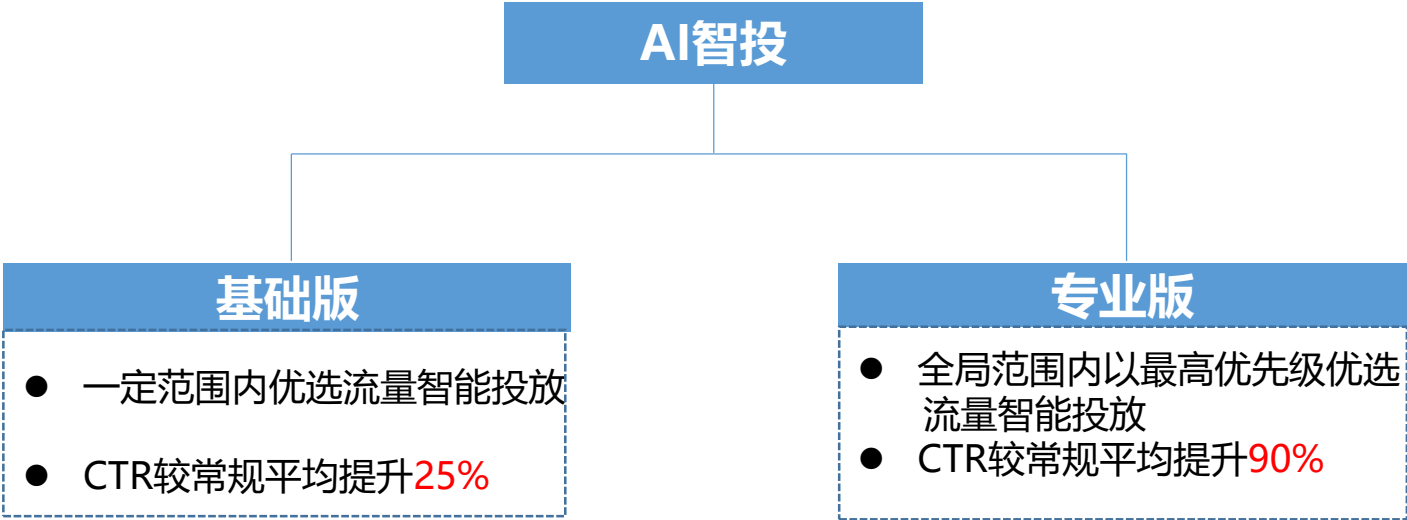 AI智投
基础版
● 一定范围内优选流量智能投放
● CTR较常规平均提升25%
专业版
● 全局范围内以最高优先级优选
流量智能投放
● CTR较常规平均提升90%